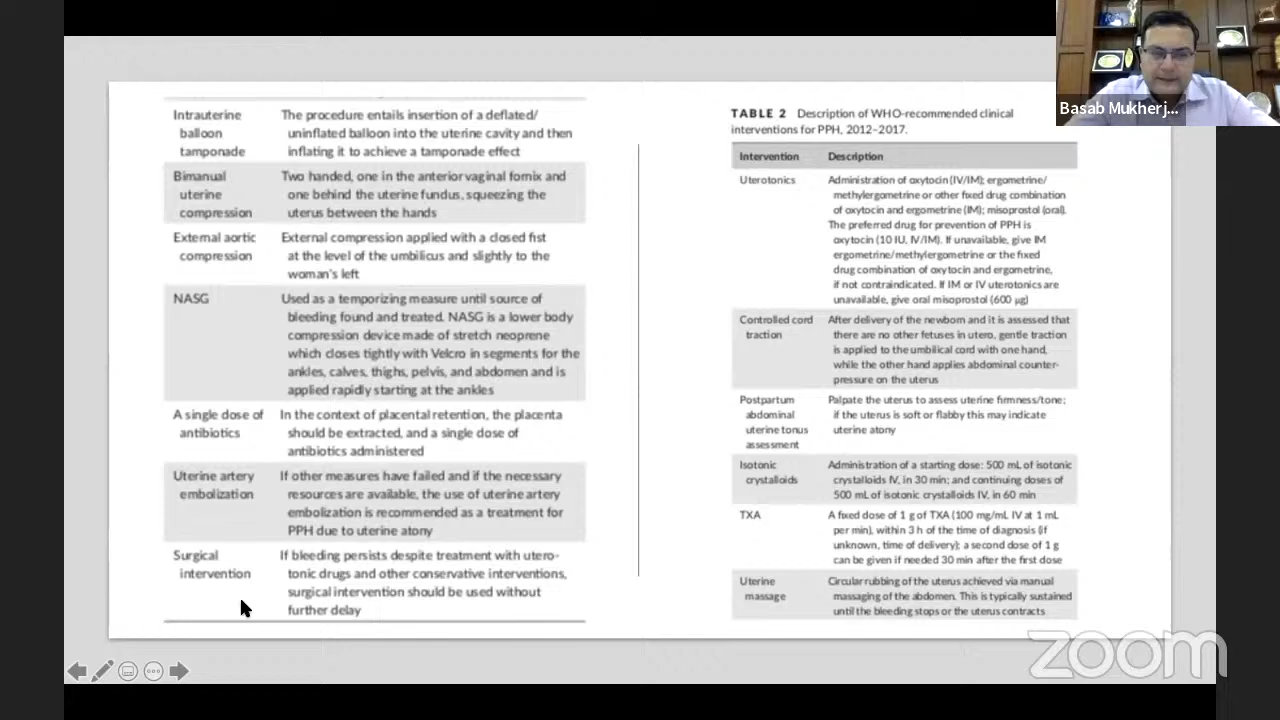 Intrauterine balloon tamponade
The procedure entails insertion of a deflated/
uninflated balloon into the uterine cavity and then
inflating it to achieve a tamponade effect
Bimanual uterine compression
Two handed, one in the anterior vaginal fornix and
one behind the uterine fundus, squeezing the
uterus between the hands
External aortic compression
External compression applied with a closed fist
at the level of the umbilicus and slightly to the
woman's left
NASG
Used as a temporizing measure until source of
bleeding found and treated. NASG is a lower body
compression device made of stretch neoprene
which closes tightly with Velcro in segments for the
ankles, calves, thighs, pelvis, and abdomen and is
applied rapidly starting at the ankles
A single dose of antibiotics
In the context of placental retention, the placenta
should be extracted, and a single dose of
antibiotics administered
Uterine artery embolization
If other measures have failed and if the necessary
resources are available, the use of uterine artery
embolization is recommended as a treatment for
PPH due to uterine atony
Surgical intervention
If bleeding persists despite treatment with utero-
tonic drugs and other conservative interventions,
surgical intervention should be used without
further delay
TABLE 2 Description of WHO-recommended clinical
interventions for PPH, 2012–2017.
Intervention Description
Uterotonics
Administration of oxytocin (IV/IM); ergometrine/
methylergometrine or other fixed drug combination
of oxytocin and ergometrine (IM); misoprostol (oral).
The preferred drug for prevention of PPH is
oxytocin (10 IU, IV/IM). If unavailable, give IM
ergometrine/methylergometrine or the fixed
drug combination of oxytocin and ergometrine,
if not contraindicated. If IM or IV uterotonics are
unavailable, give oral misoprostol (600 μg)
Controlled cord traction
After delivery of the newborn and it is assessed that
there are no other fetuses in utero, gentle traction
is applied to the umbilical cord with one hand,
while the other hand applies abdominal counter-
pressure on the uterus
Postpartum abdominal uterine tonus assessment
Palpate the uterus to assess uterine firmness/tone;
if the uterus is soft or flabby this may indicate
uterine atony
Isotonic crystalloids
Administration of a starting dose: 500 mL of isotonic
crystalloids IV, in 30 min; and continuing doses of
500 mL of isotonic crystalloids IV, in 60 min
TXA
A fixed dose of 1 g of TXA (100 mg/mL IV at 1 mL
per min), within 3 h of the time of diagnosis (if
unknown, time of delivery); a second dose of 1 g
can be given if needed 30 min after the first dose
Uterine massage
Circular rubbing of the uterus achieved via manual
massaging of the abdomen. This is typically sustained
until the bleeding stops or the uterus contracts
Basab Mukherj...
zoom